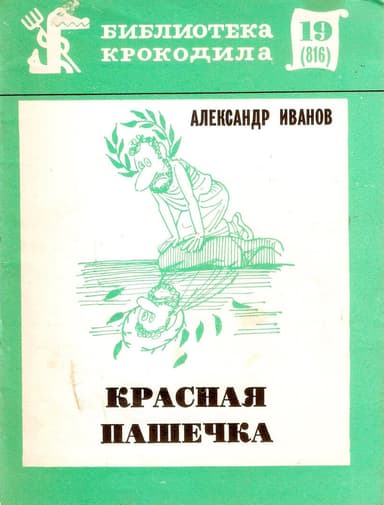 БИБЛИОТЕКА
КРОКОДИЛА
19
(816)
АЛЕКСАНДР ИВАНОВ
КРАСНАЯ
ПАШЕЧКА